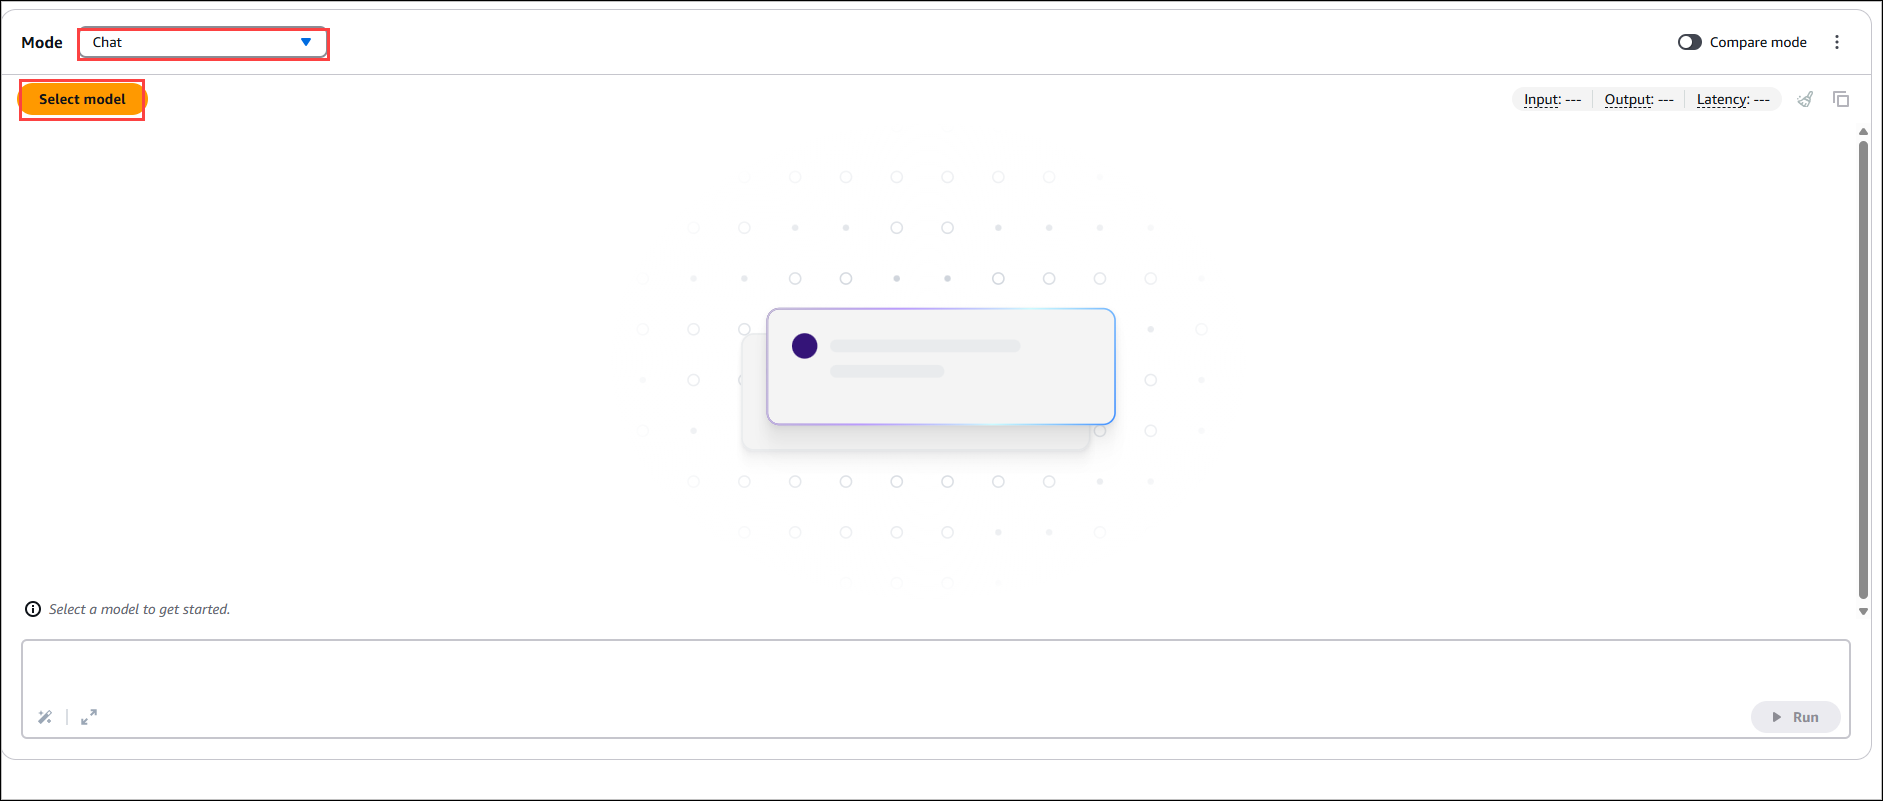 Mode Chat Compare mode
Select model Input: --- Output: --- Latency: ---
Select a model to get started.
Run